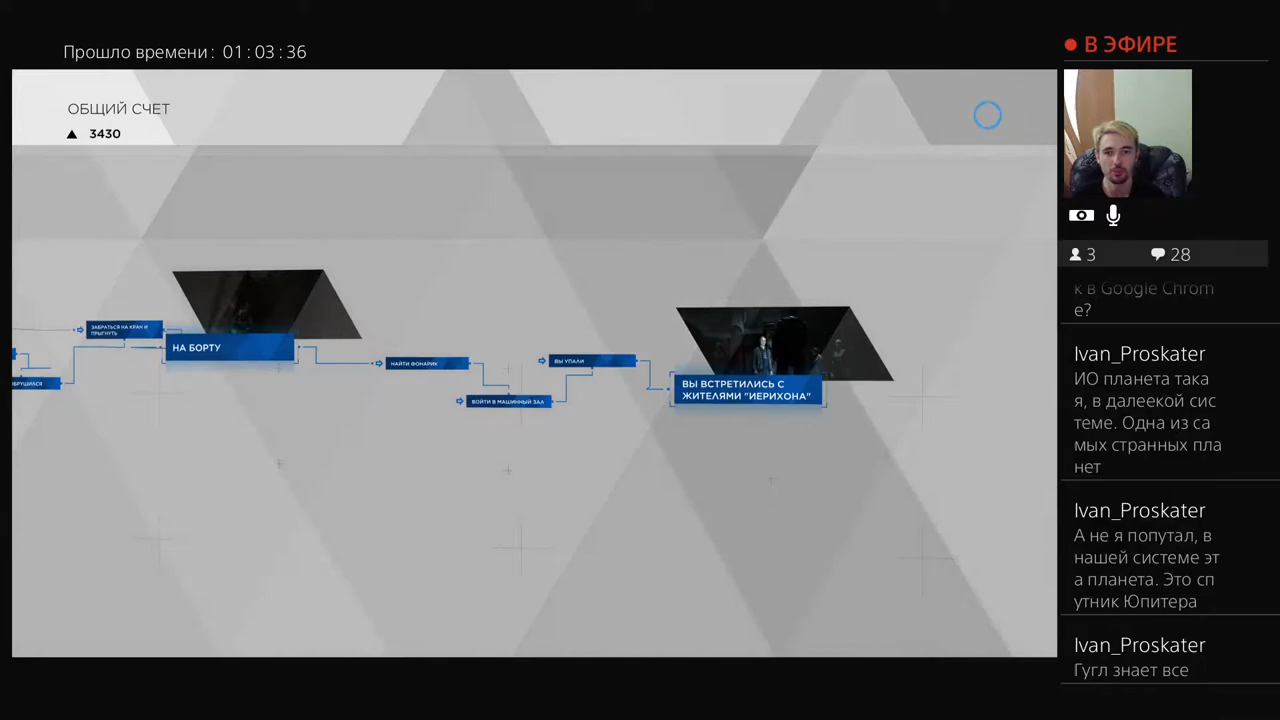 Прошло времени: 01:03:36
В ЭФИРЕ
ОБЩИЙ СЧЕТ
3430
3
28
к в Google Chrom
е?
ЗАБРАТЬСЯ НА КРАН И
ПРЫГНУТЬ
НА БОРТУ
БРУШИЛСЯ
НАЙТИ ФОНАРИК
ВОЙТИ В МАШИННЫЙ ЗАЛ
ВЫ УПАЛИ
ВЫ ВСТРЕТИЛИСЬ С
ЖИТЕЛЯМИ "ИЕРИХОНА"
Ivan_Proskater
ИО планета така
я, в далеекой сис
теме. Одна из са
мых странных пла
нет
Ivan_Proskater
А не я попутал, в
нашей системе эт
а планета. Это сп
утник Юпитера
Ivan_Proskater
Гугл знает все